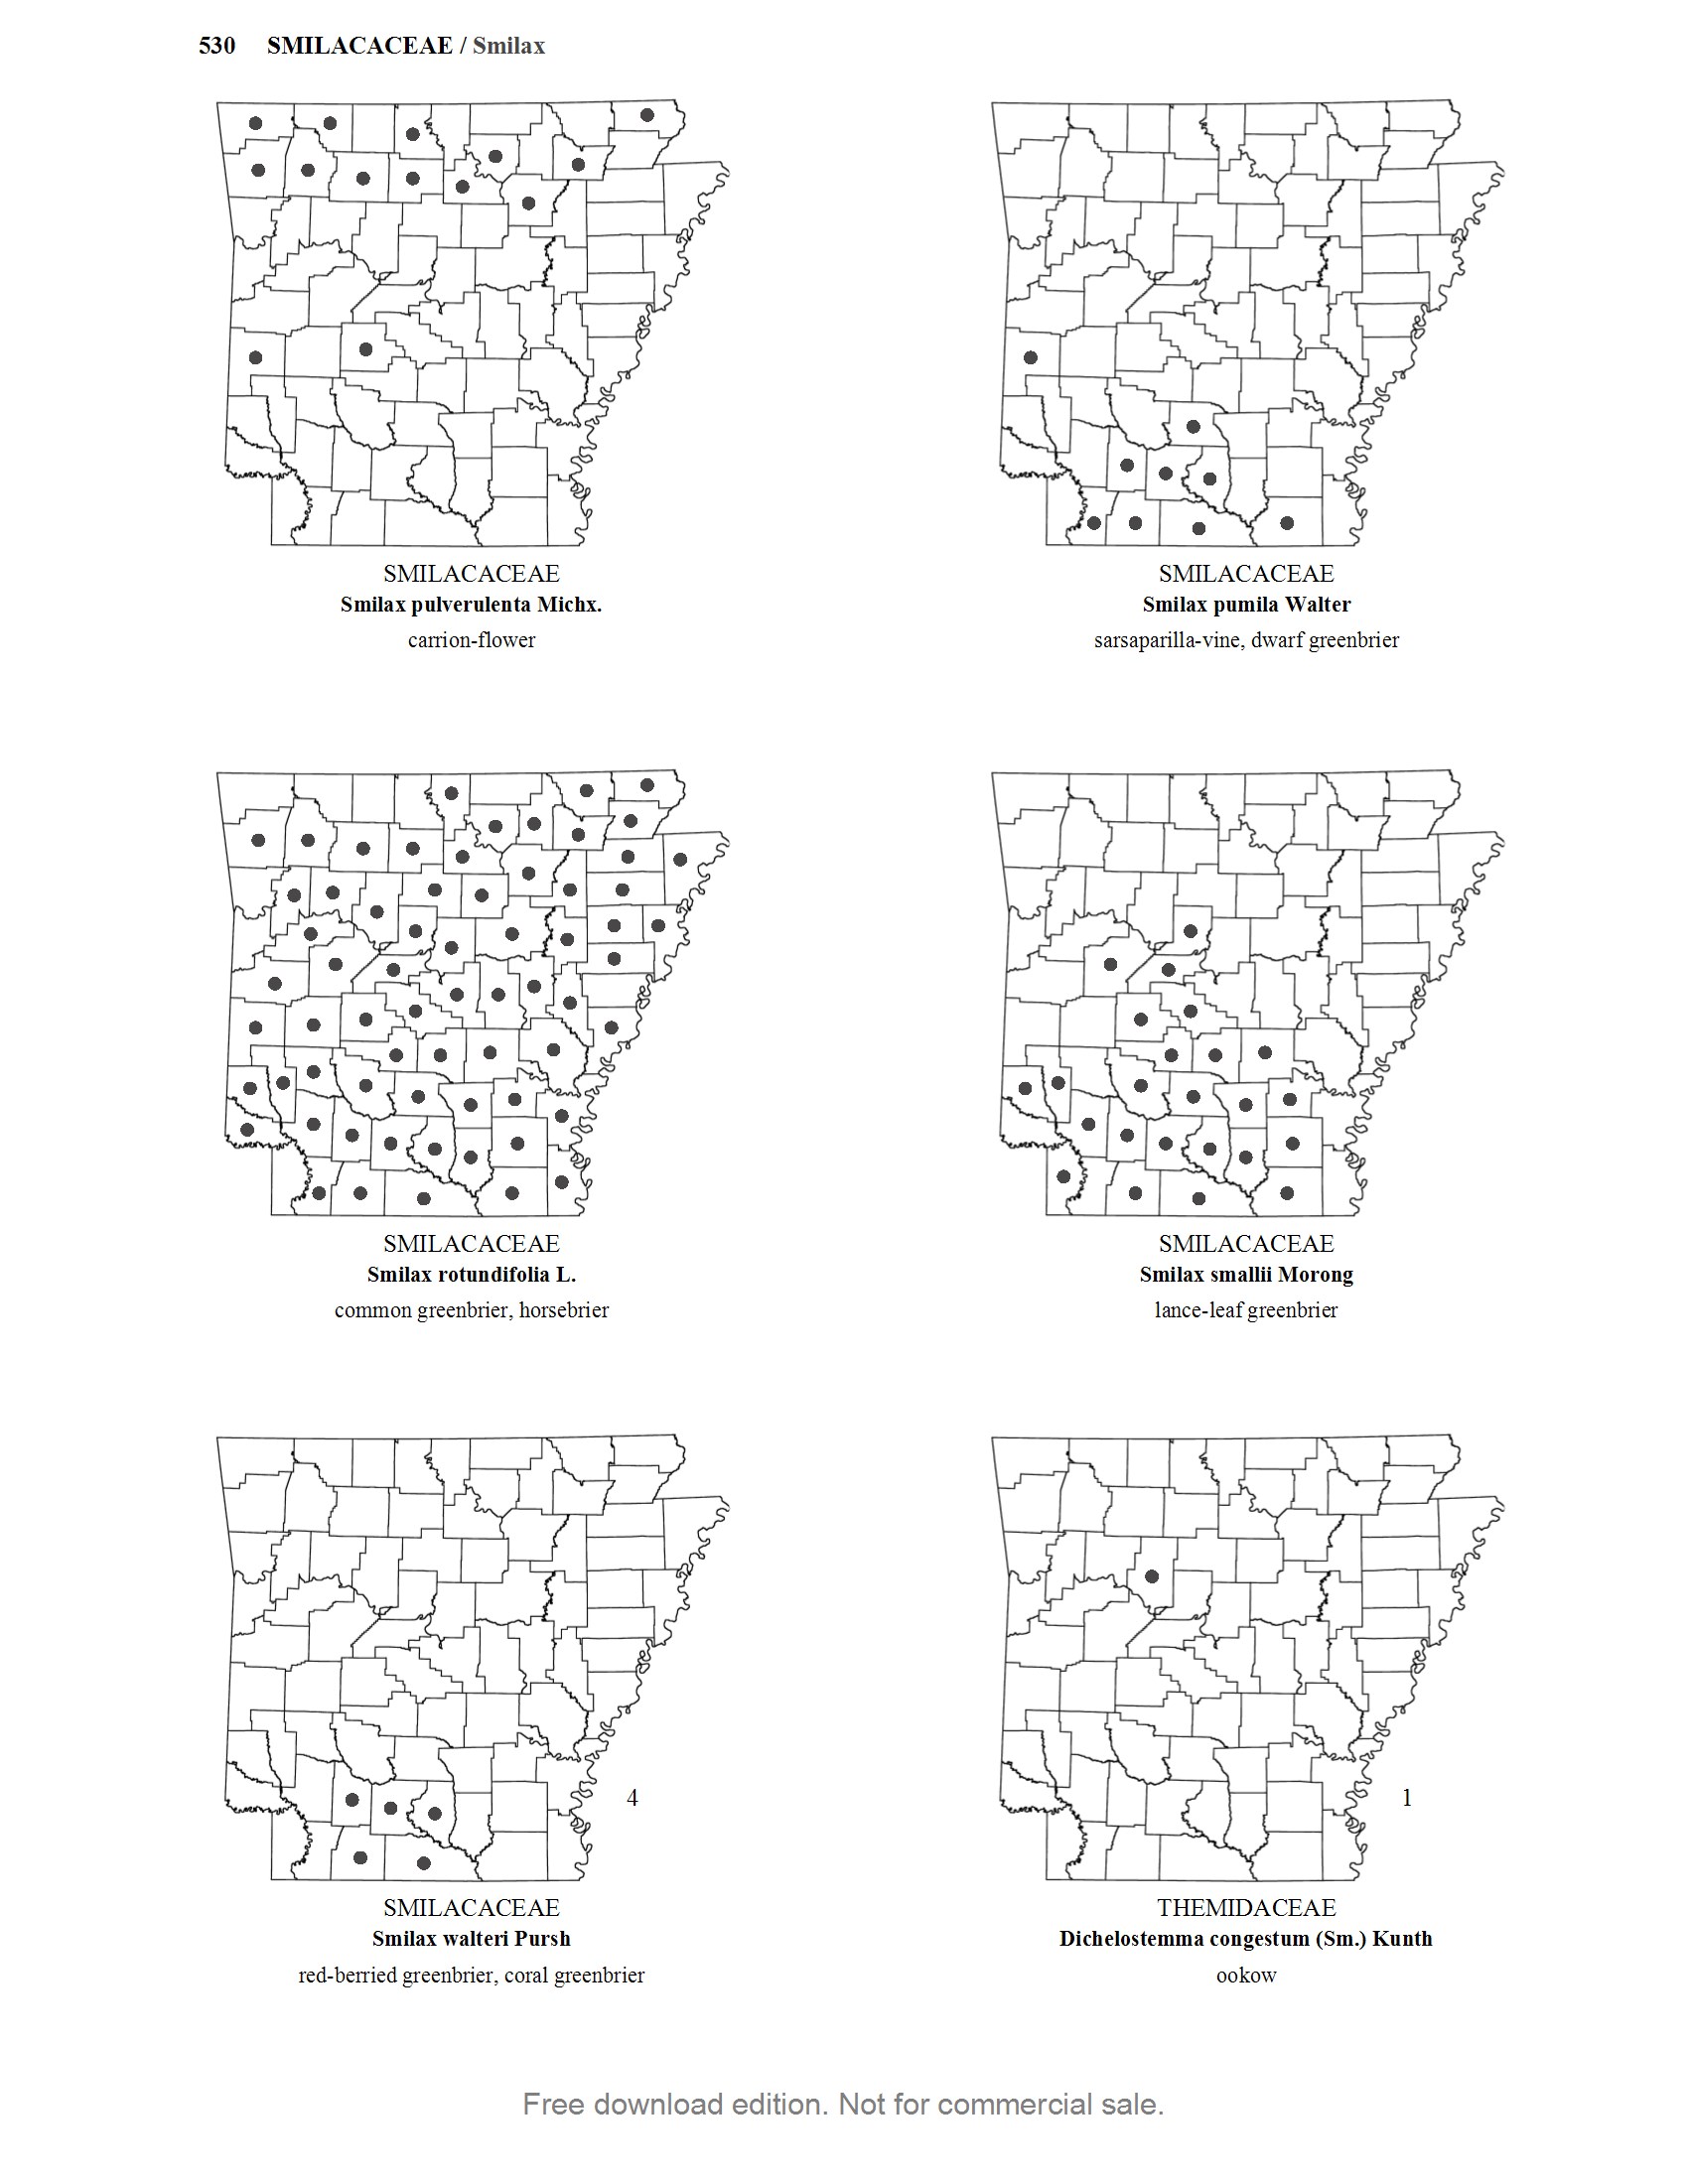 530 SMILACACEAE / Smilax
SMILACACEAE
Smilax pulverulenta Michx.
carrion-flower
SMILACACEAE
Smilax pumila Walter
sarsaparilla-vine, dwarf greenbrier
SMILACACEAE
Smilax rotundifolia L.
common greenbrier, horsebrier
SMILACACEAE
Smilax smallii Morong
lance-leaf greenbrier
4
SMILACACEAE
Smilax walteri Pursh
red-berried greenbrier, coral greenbrier
1
THEMIDACEAE
Dichelostemma congestum (Sm.) Kunth
ookow
Free download edition. Not for commercial sale.